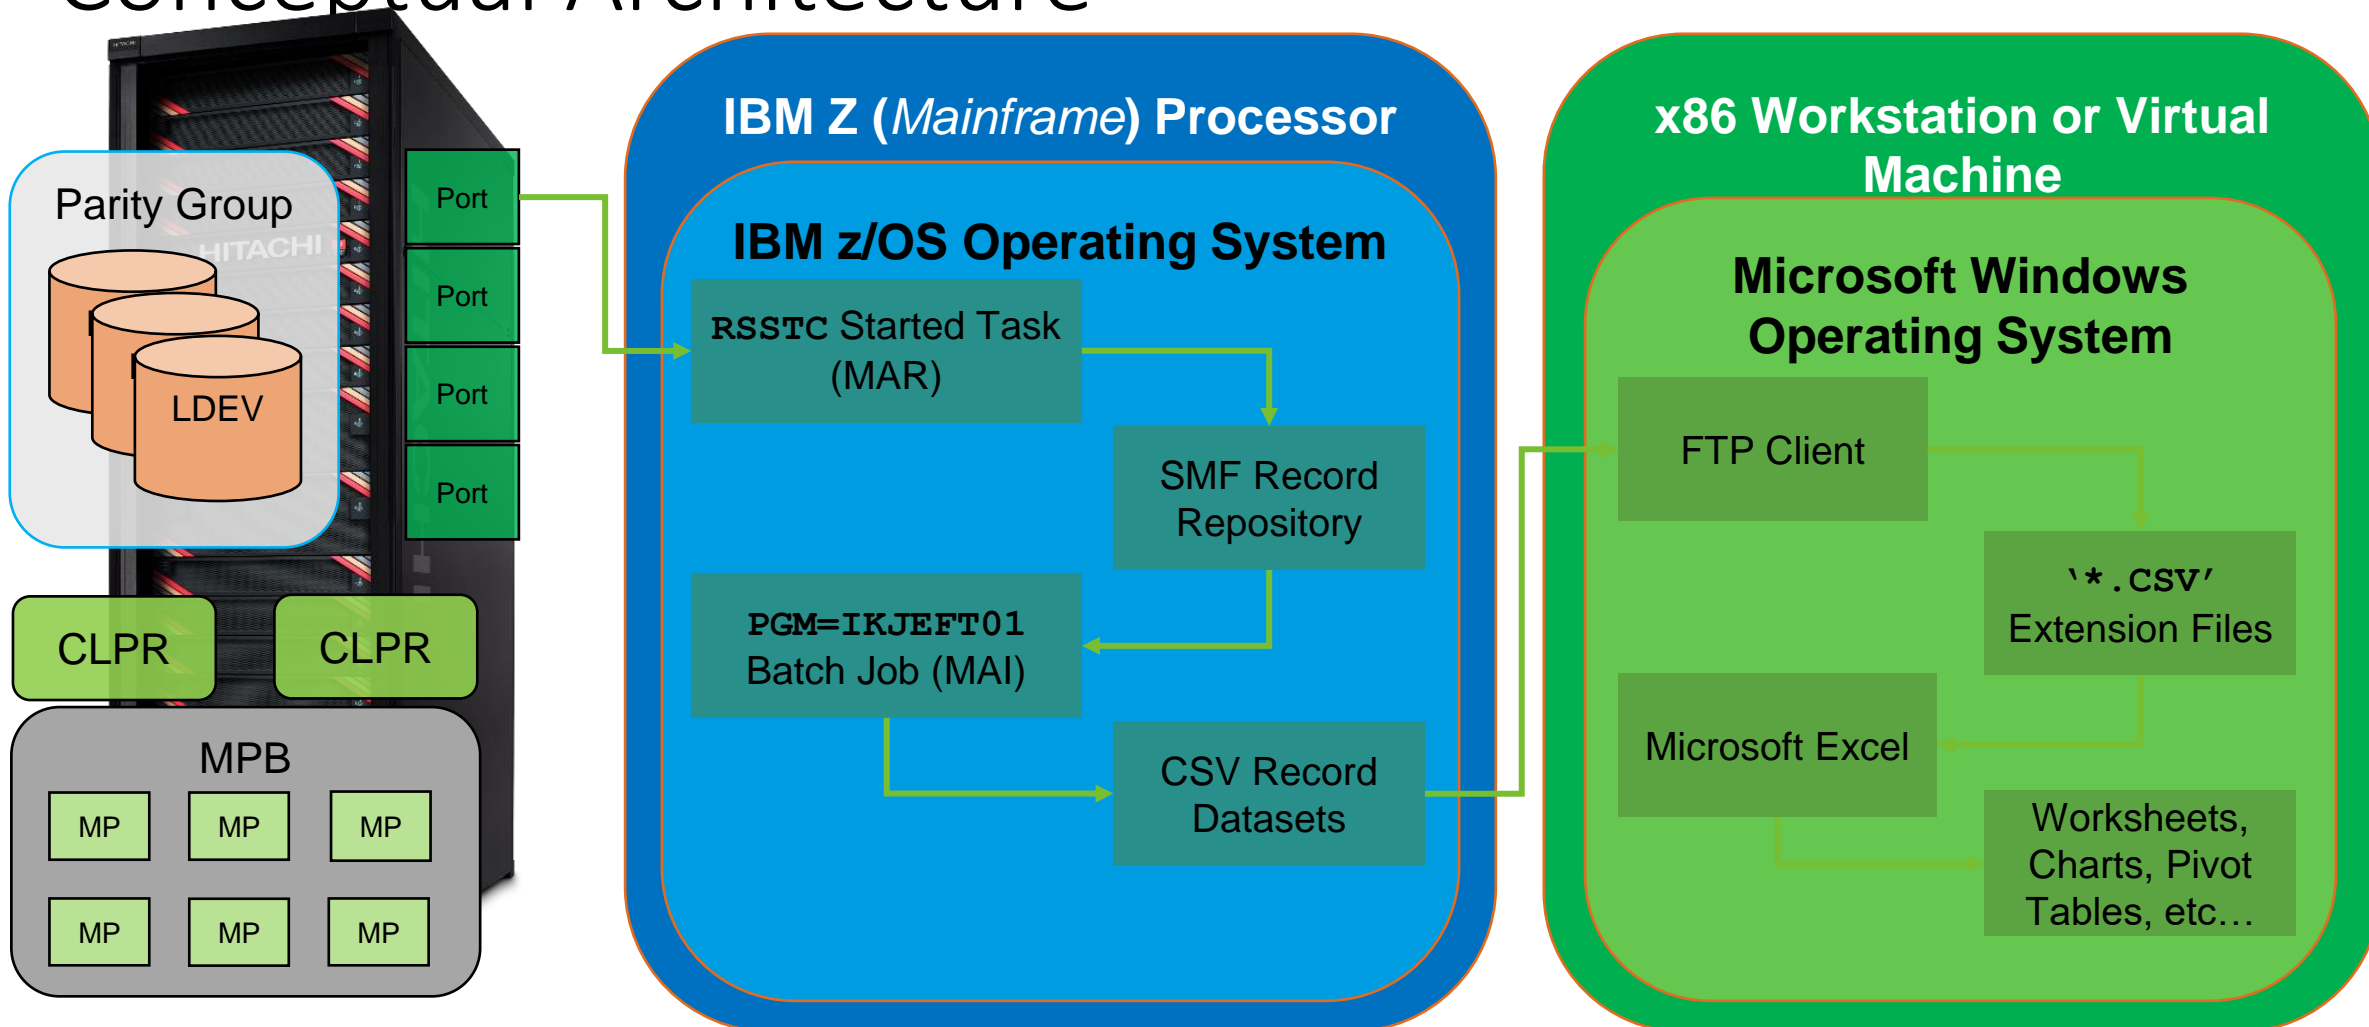 Conceptual Architecture
HITACHI
Parity Group
HITACHI
LDEV
Port
Port
Port
Port
CLPR
CLPR
MPB
MP
MP
MP
MP
MP
MP
IBM Z (Mainframe) Processor
IBM z/OS Operating System
RSSTC Started Task
(MAR)
SMF Record
Repository
PGM=IKJEFT01
Batch Job (MAI)
CSV Record
Datasets
x86 Workstation or Virtual
Machine
Microsoft Windows
Operating System
FTP Client
‘*.CSV’
Extension Files
Microsoft Excel
Worksheets,
Charts, Pivot
Tables, etc…